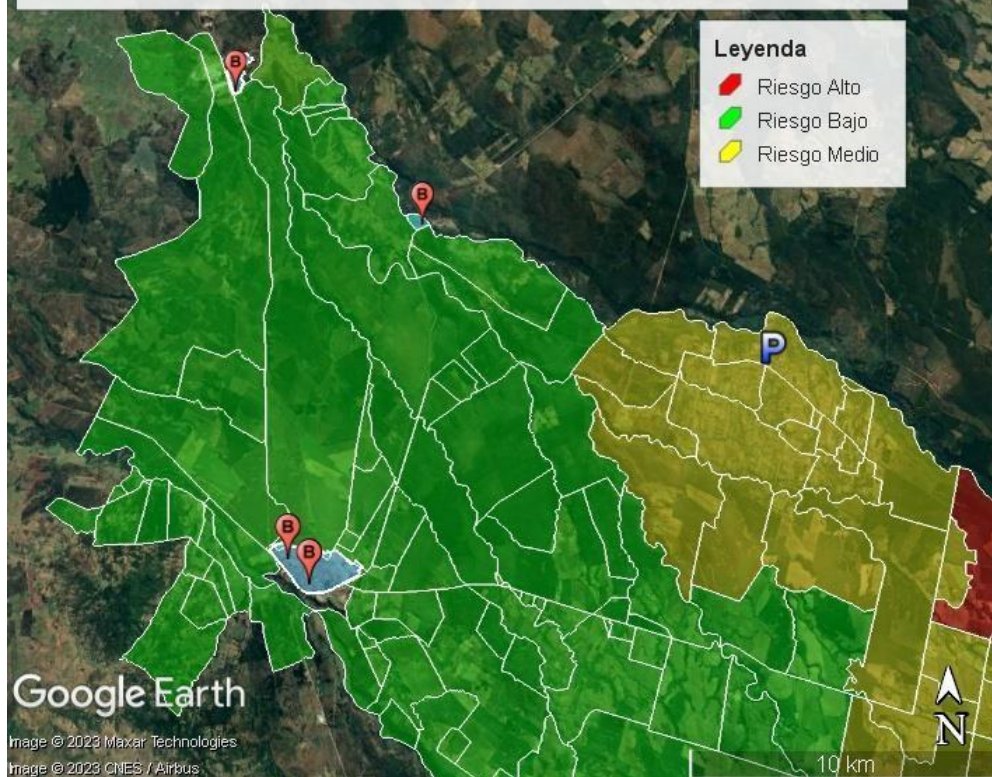 Leyenda
Riesgo Alto
Riesgo Bajo
Riesgo Medio
B
B
P
B
B
Google Earth
N
Image © 2023 Maxar Technologies
Image © 2023 CNES / Airbus
10 km